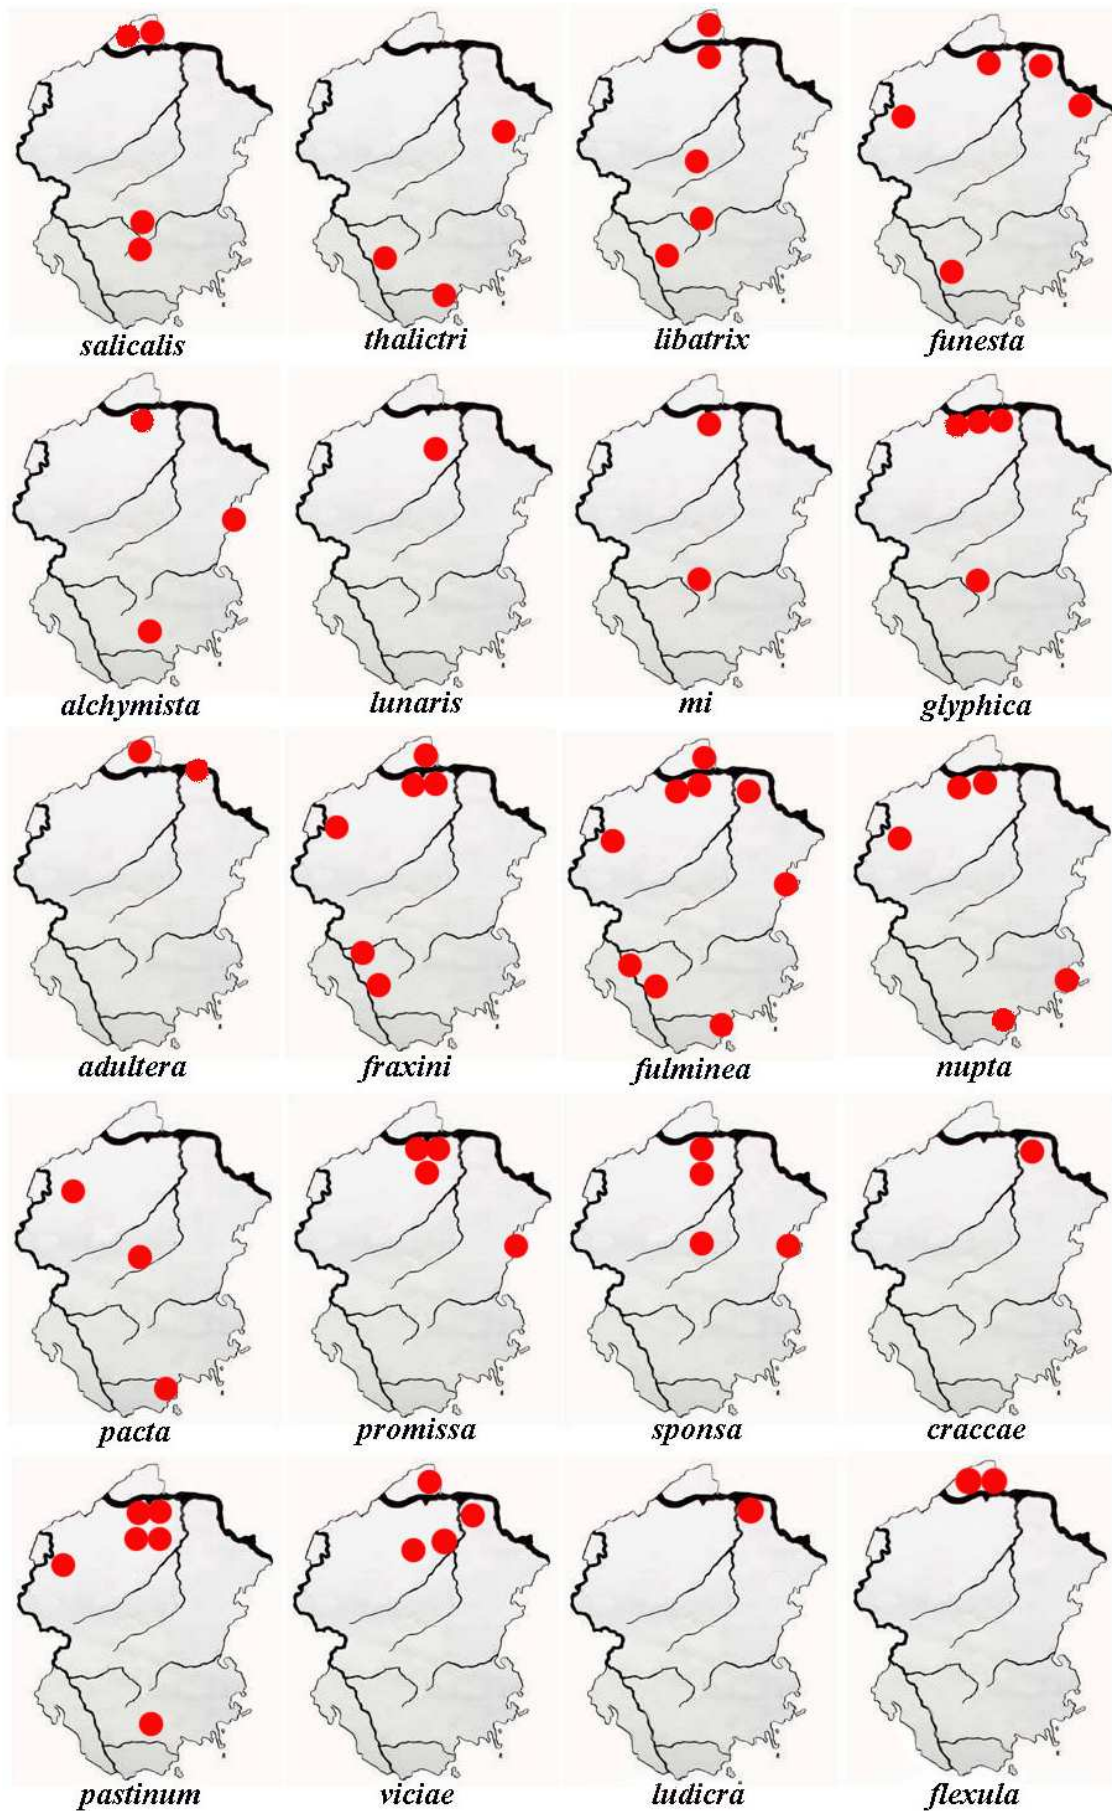 salicalis thalictri libatrix funesta
alchymista lunaris mi glyphica
adultera fraxini fulminea nupta
pacta promissa sponsa craccae
pastinum viciae ludicra flexula